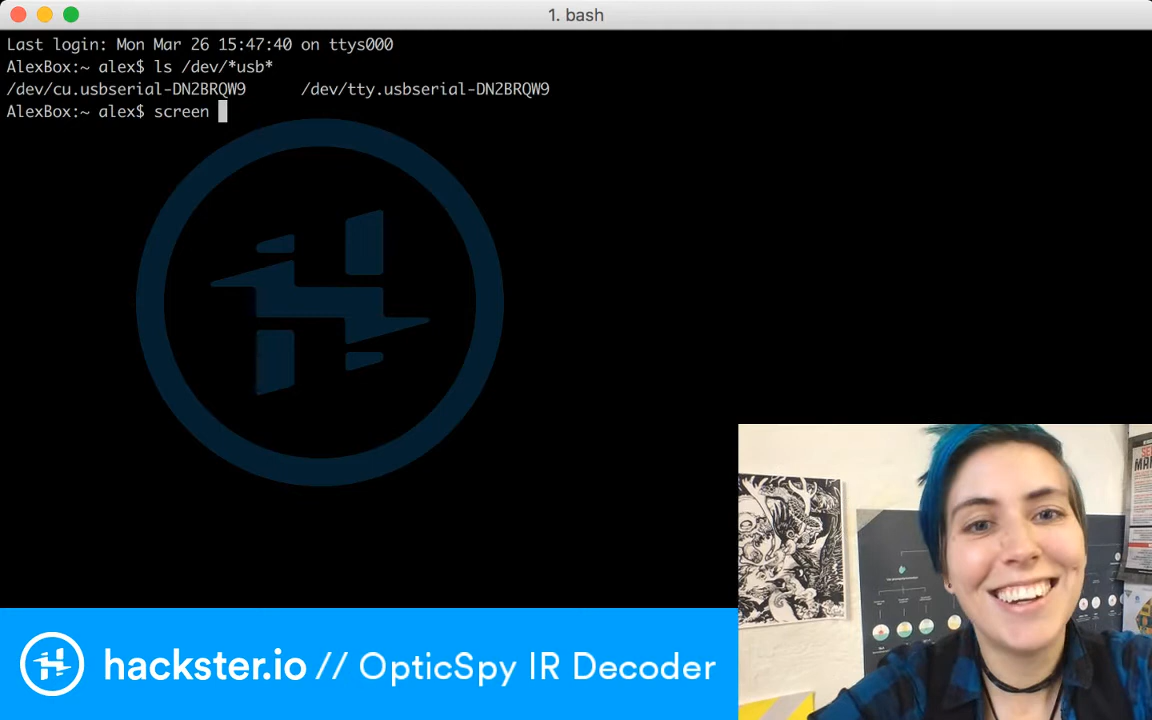 1. bash
Last login: Mon Mar 26 15:47:40 on ttys000
AlexBox:~ alex$ ls /dev/*usb*
/dev/cu.usbserial-DN2BRQW9 /dev/tty.usbserial-DN2BRQW9
AlexBox:~ alex$ screen
hackster.io // OpticSpy IR Decoder